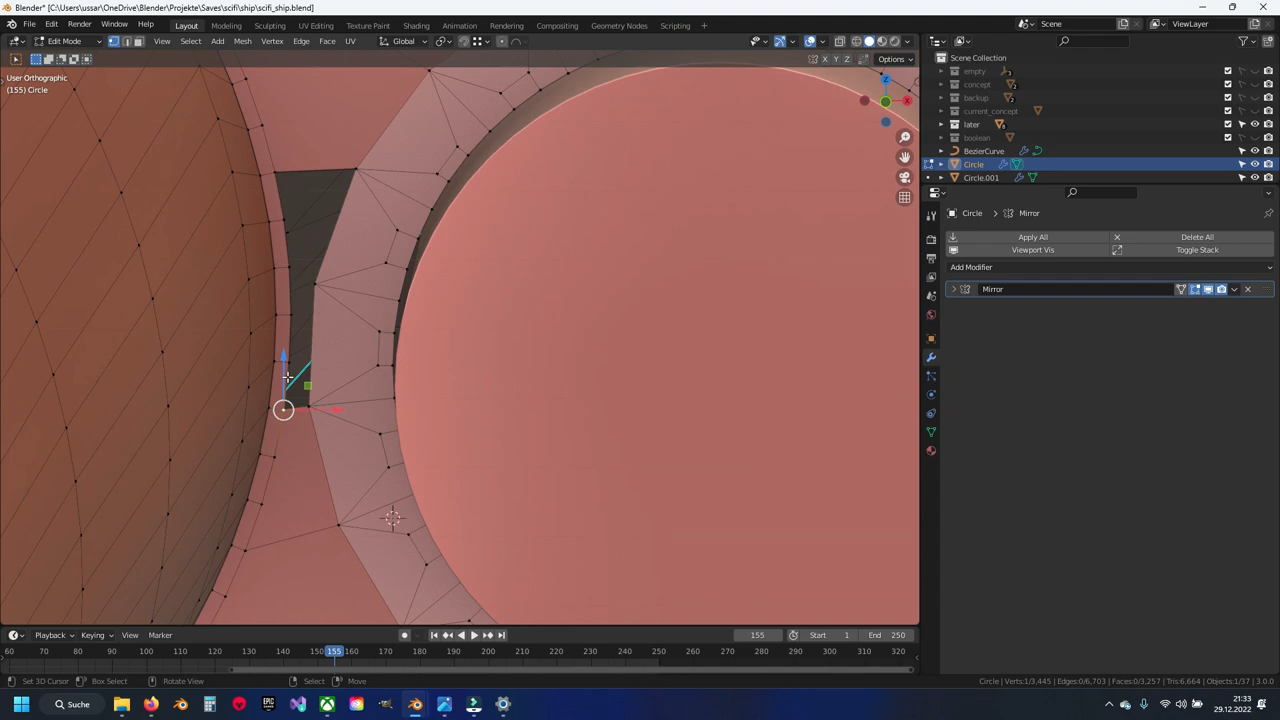 Blender* [C:\Users\ussar\OneDrive\Blender\Projekte\Saves\scifi\ship\scifi_ship.blend]
File Edit Render Window Help Layout Modeling Sculpting UV Editing Texture Paint Shading Animation Rendering Compositing Geometry Nodes Scripting + Scene ViewLayer
Edit Mode View Select Add Mesh Vertex Edge Face UV Global
X Y Z Options
User Orthographic
(155) Circle
Z
X
Scene Collection
empty 3
concept 2
backup 2
current_concept
later 8
boolean
BezierCurve
Circle
Circle.001
Circle > Mirror
Apply All Delete All
Viewport Vis Toggle Stack
Add Modifier
Mirror
Playback Keying View Marker 155 Start 1 End 250
60 70 80 90 100 110 120 130 140 150 155 160 170 180 190 200 210 220 230 240 250 260 270 280 290 300 310 320
Set 3D Cursor Box Select Rotate View Select Move Circle | Verts:1/3,445 | Edges:0/6,703 | Faces:0/3,257 | Tris:6,664 | Objects:1/37 | 3.0.0
Suche EPIC GAMES 21:33
29.12.2022